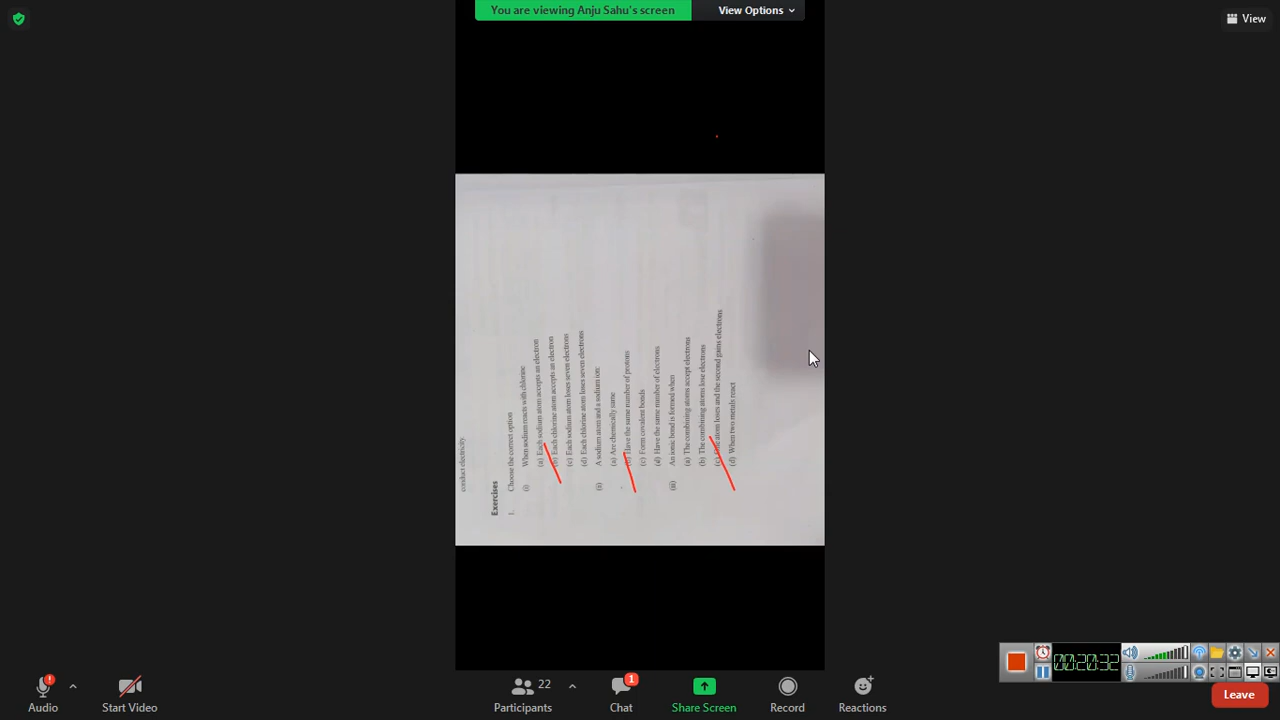 You are viewing Anju Sahu's screen
View Options
View
conduct electricity.
Exercises
1. Choose the correct option
(i) When sodium reacts with chlorine
(a) Each sodium atom accepts an electron
(b) Each chlorine atom accepts an electron
(c) Each sodium atom loses seven electrons
(d) Each chlorine atom loses seven electrons
(ii) A sodium atom and a sodium ion:
(a) Are chemically same
(b) Have the same number of protons
(c) Form covalent bonds
(d) Have the same number of electrons
(iii) An ionic bond is formed when
(a) The combining atoms accept electrons
(b) The combining atoms lose electrons
(c) One atom loses and the second gains electrons
(d) When two metals react
00:20:32
Audio
Start Video
22
Participants
1
Chat
Share Screen
Record
Reactions
Leave